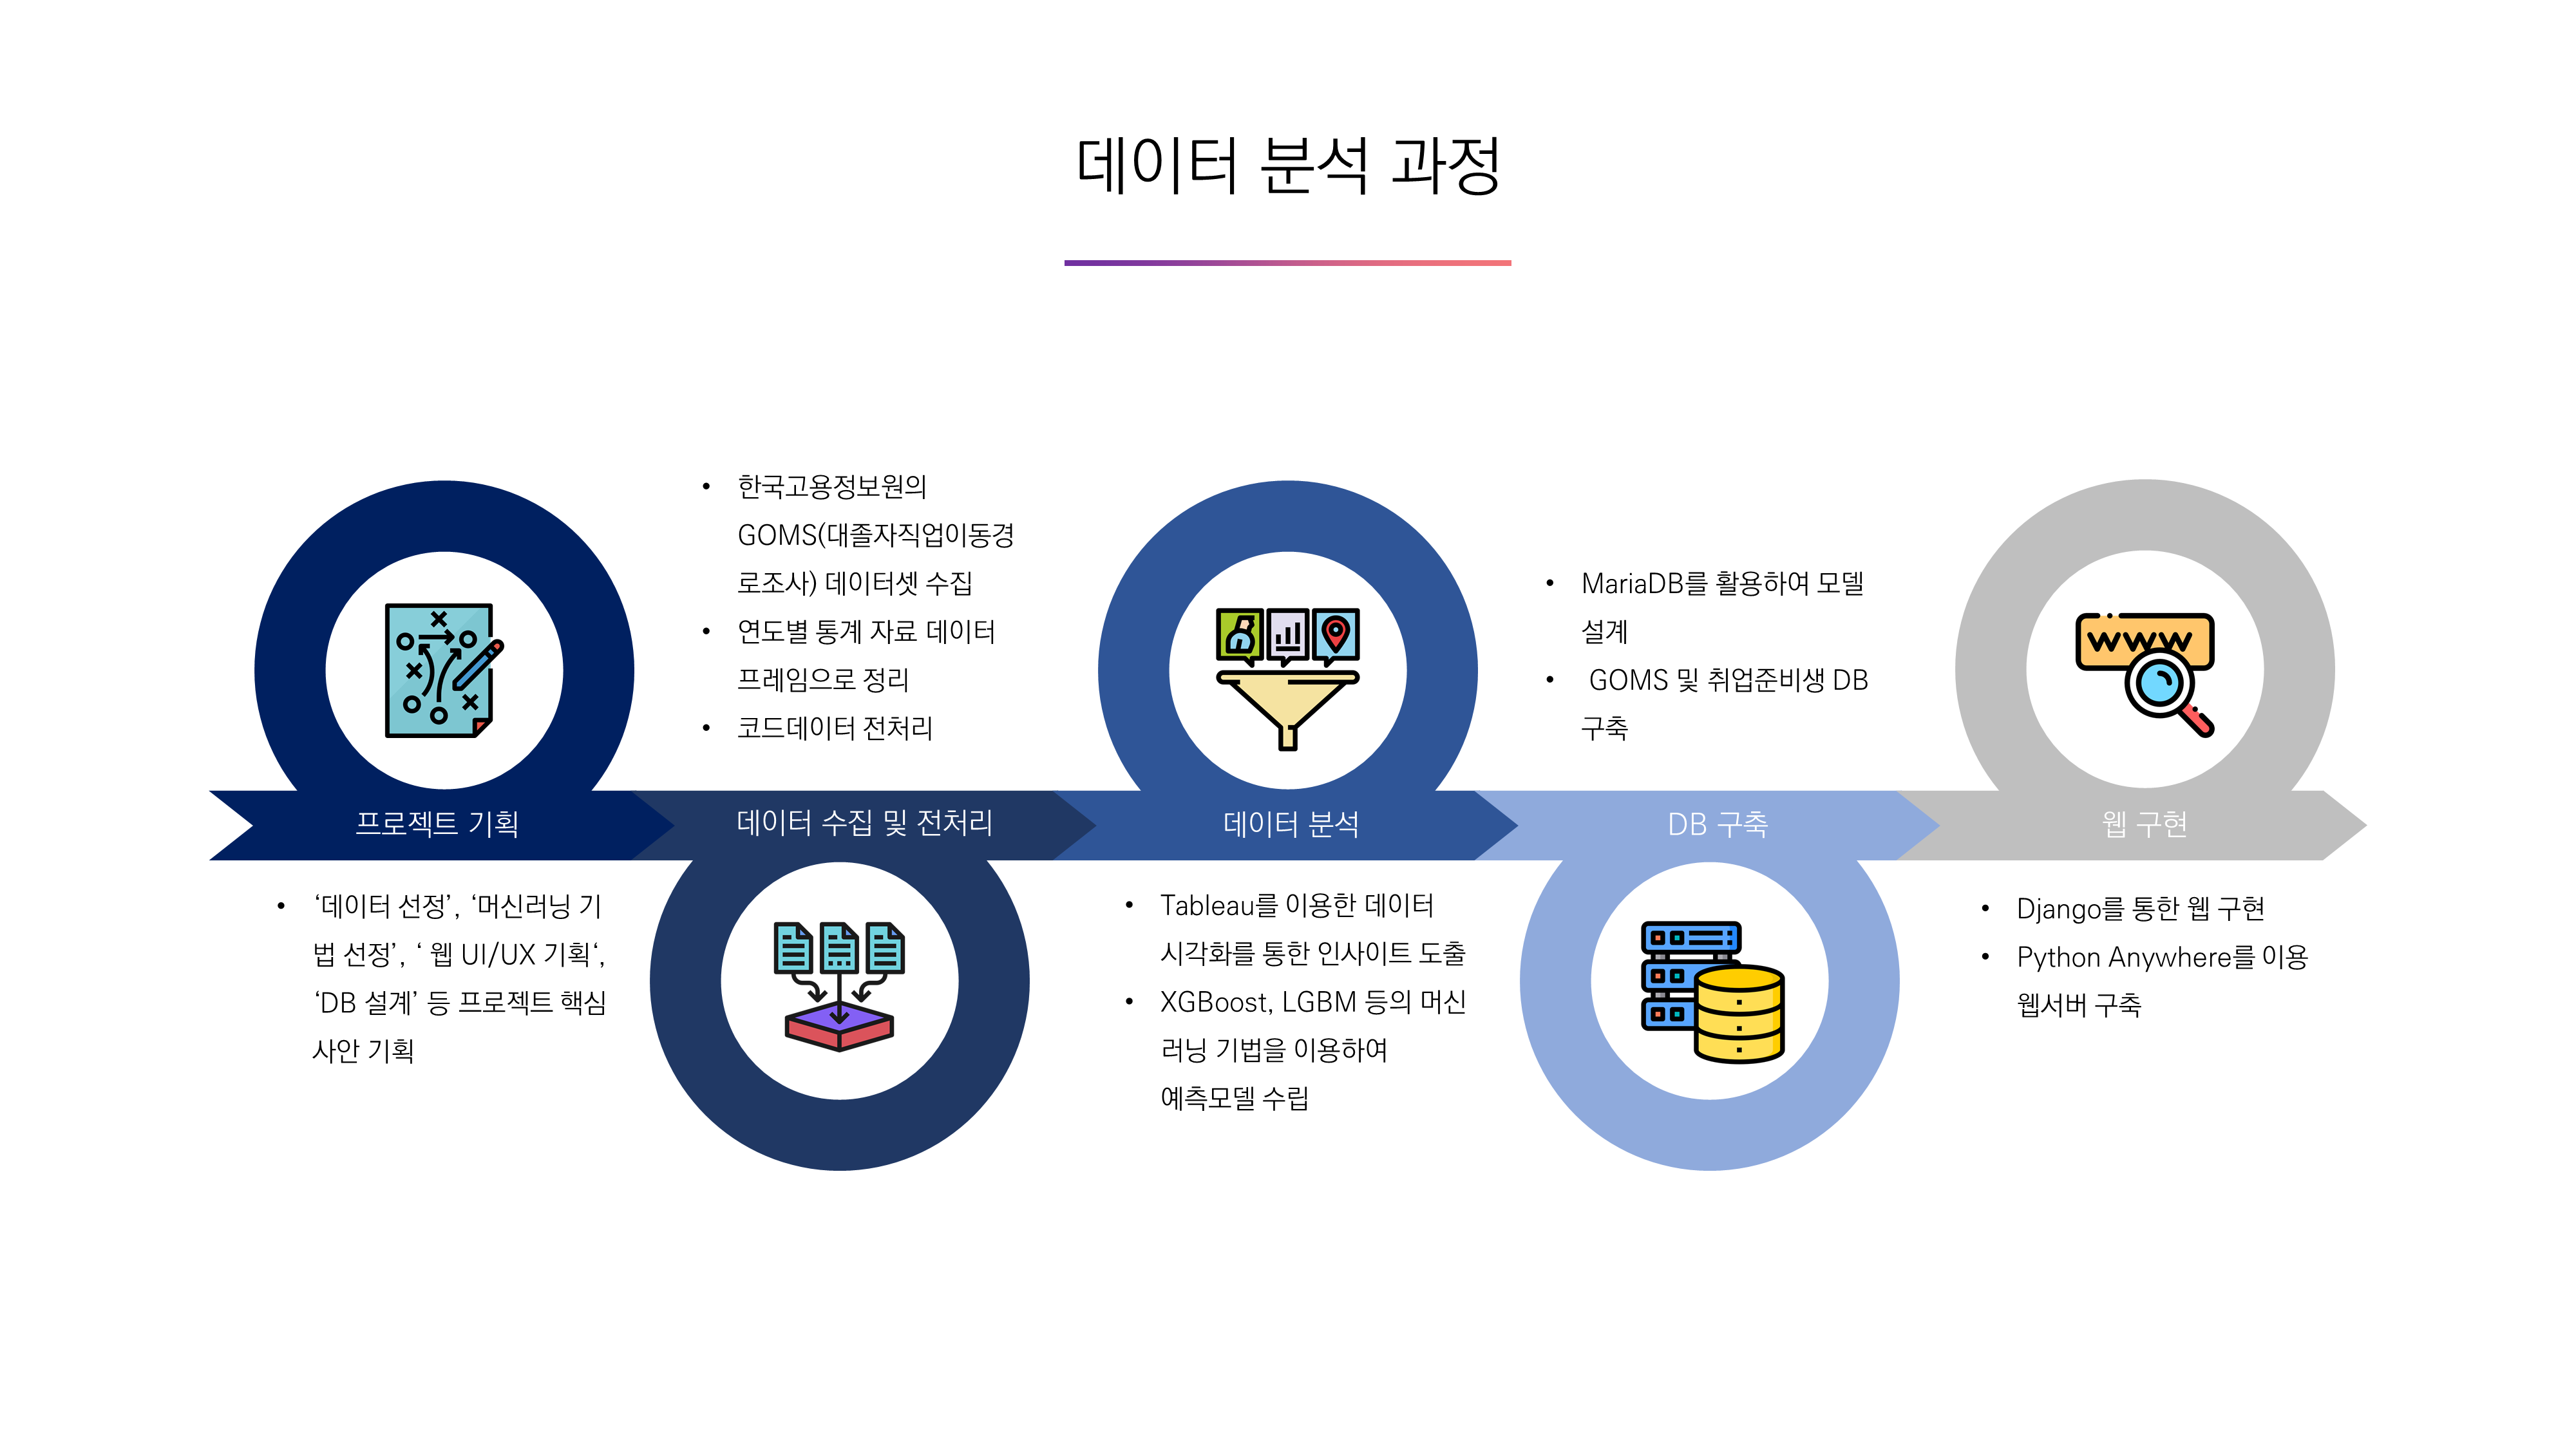 데이터 분석 과정
프로젝트 기획
• ‘데이터 선정’, ‘머신러닝 기
법 선정’, ‘ 웹 UI/UX 기획‘,
‘DB 설계’ 등 프로젝트 핵심
사안 기획
• 한국고용정보원의
GOMS(대졸자직업이동경
로조사) 데이터셋 수집
• 연도별 통계 자료 데이터
프레임으로 정리
• 코드데이터 전처리
데이터 수집 및 전처리
데이터 분석
• Tableau를 이용한 데이터
시각화를 통한 인사이트 도출
• XGBoost, LGBM 등의 머신
러닝 기법을 이용하여
예측모델 수립
• MariaDB를 활용하여 모델
설계
• GOMS 및 취업준비생 DB
구축
DB 구축
WWW
웹 구현
• Django를 통한 웹 구현
• Python Anywhere를 이용
웹서버 구축